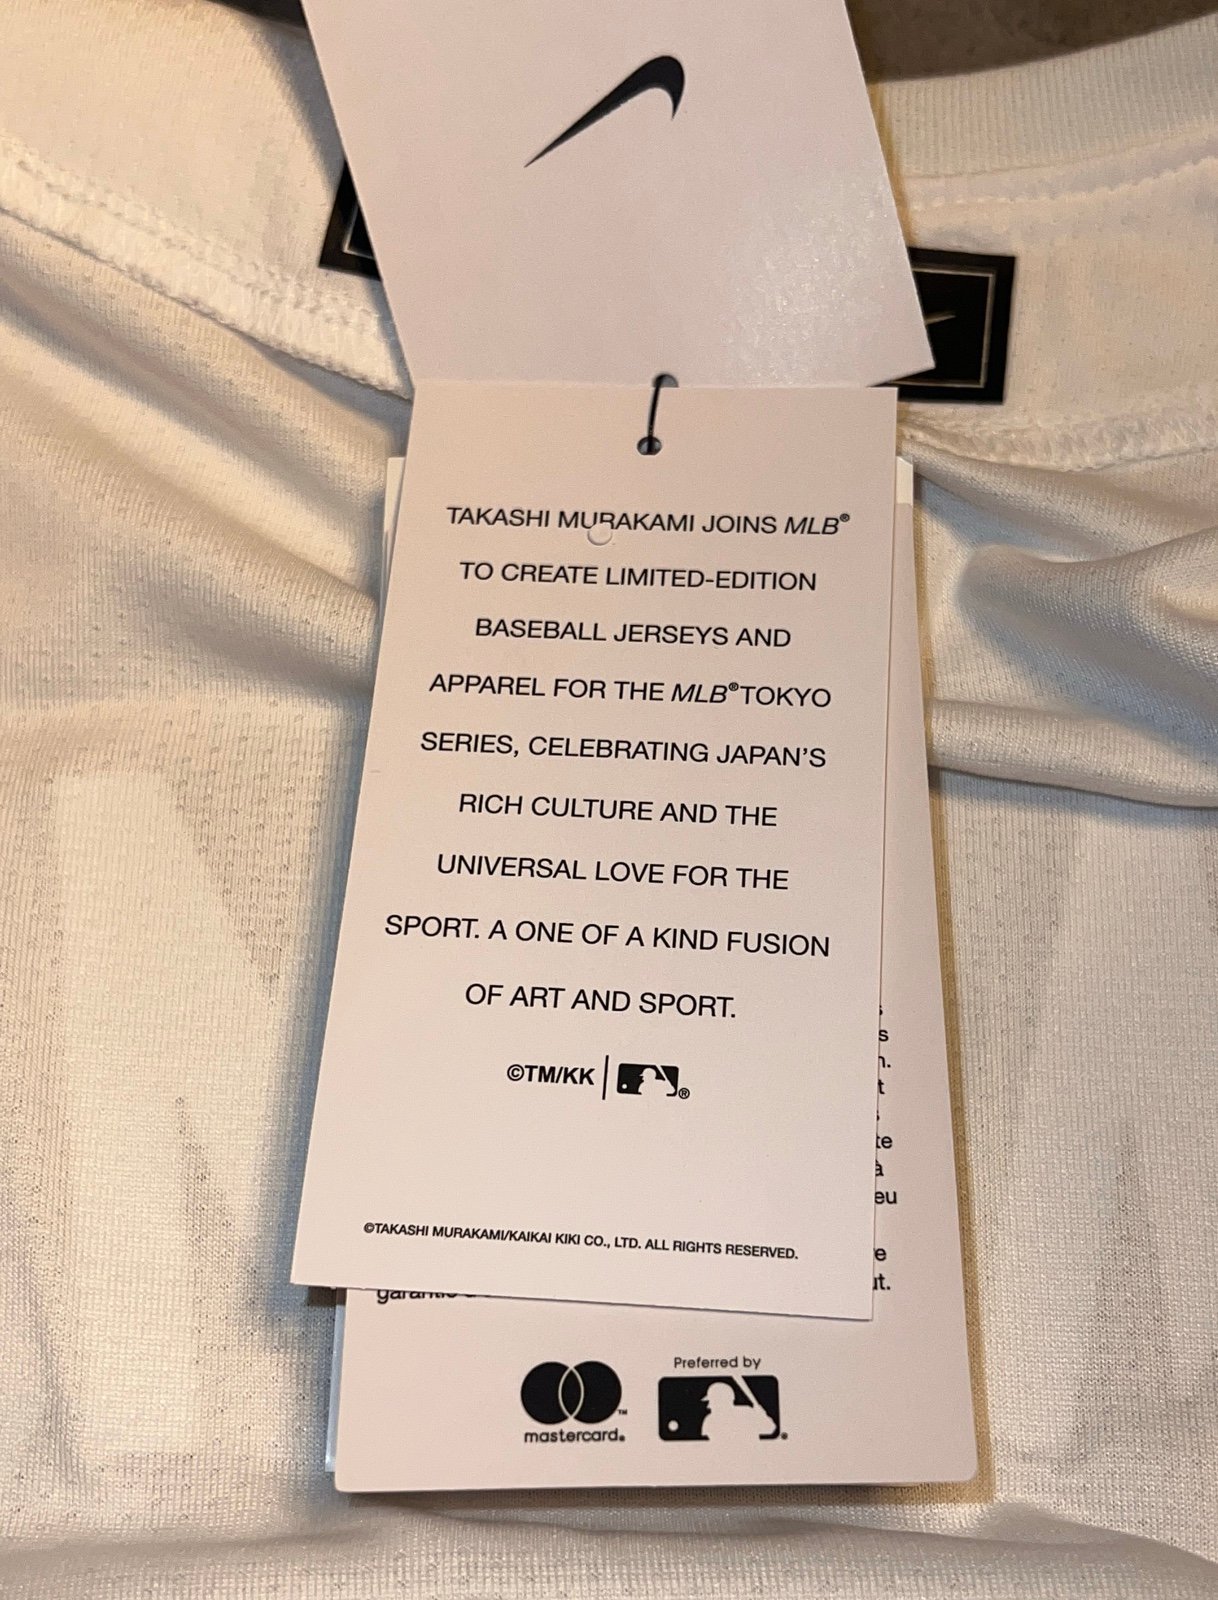 TAKASHI MURAKAMI JOINS MLB®
TO CREATE LIMITED-EDITION
BASEBALL JERSEYS AND
APPAREL FOR THE MLB® TOKYO
SERIES, CELEBRATING JAPAN'S
RICH CULTURE AND THE
UNIVERSAL LOVE FOR THE
SPORT. A ONE OF A KIND FUSION
OF ART AND SPORT.
©TM/KK
®
©TAKASHI MURAKAMI/KAIKAI KIKI CO., LTD. ALL RIGHTS RESERVED.
mastercard.
Preferred by